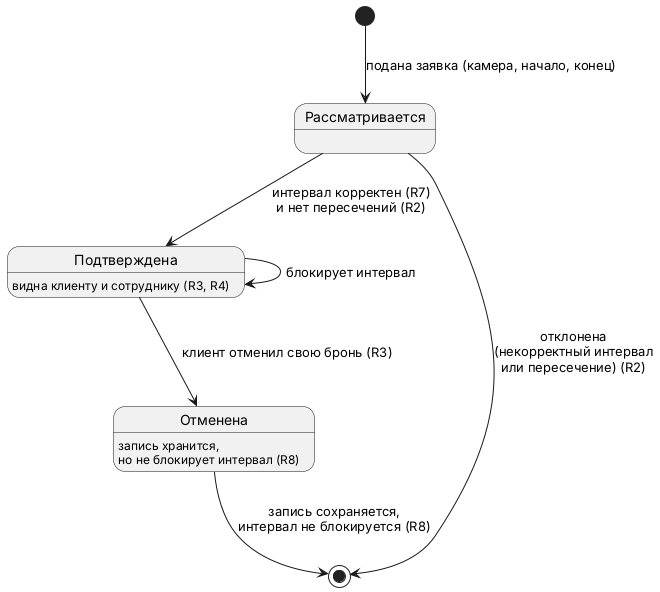 подана заявка (камера, начало, конец)
Рассматривается
интервал корректен (R7)
и нет пересечений (R2)
Подтверждена
видна клиенту и сотруднику (R3, R4)
блокирует интервал
отклонена
(некорректный интервал
или пересечение) (R2)
клиент отменил свою бронь (R3)
Отменена
запись хранится,
но не блокирует интервал (R8)
запись сохраняется,
интервал не блокируется (R8)